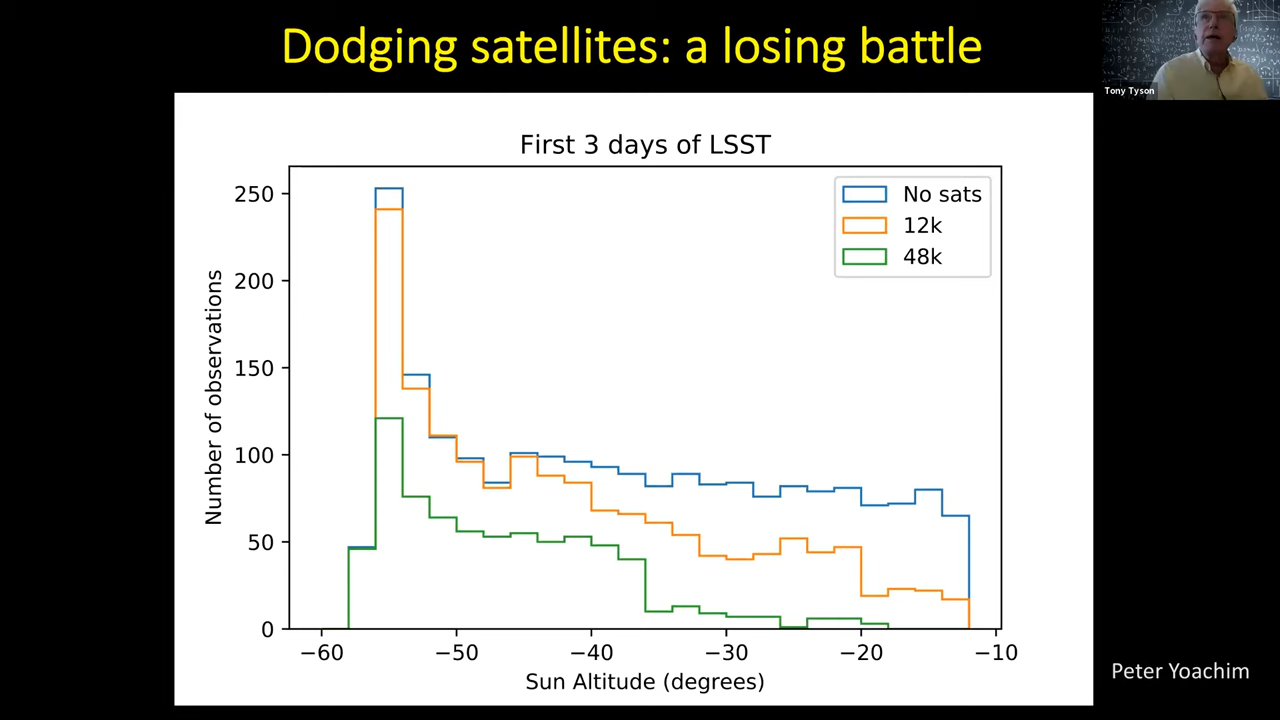 Dodging satellites: a losing battle
Tony Tyson
First 3 days of LSST
No sats
12k
48k
250
200
150
100
50
0
Number of observations
−60
−50
−40
−30
−20
−10
Sun Altitude (degrees)
Peter Yoachim